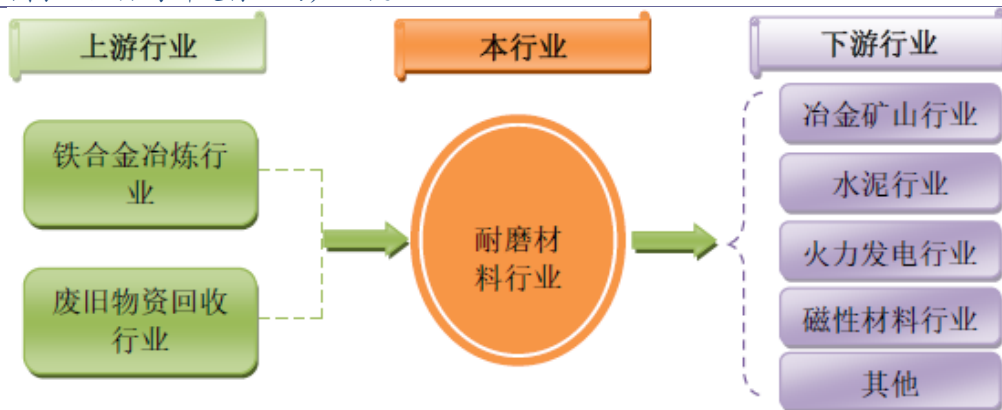 上游行业
本行业
下游行业
铁合金冶炼行
业
废旧物资回收
行业
耐磨材
料行业
冶金矿山行业
水泥行业
火力发电行业
磁性材料行业
其他